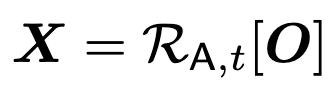 𝑿 = ℛ_{A,t}[𝑶]